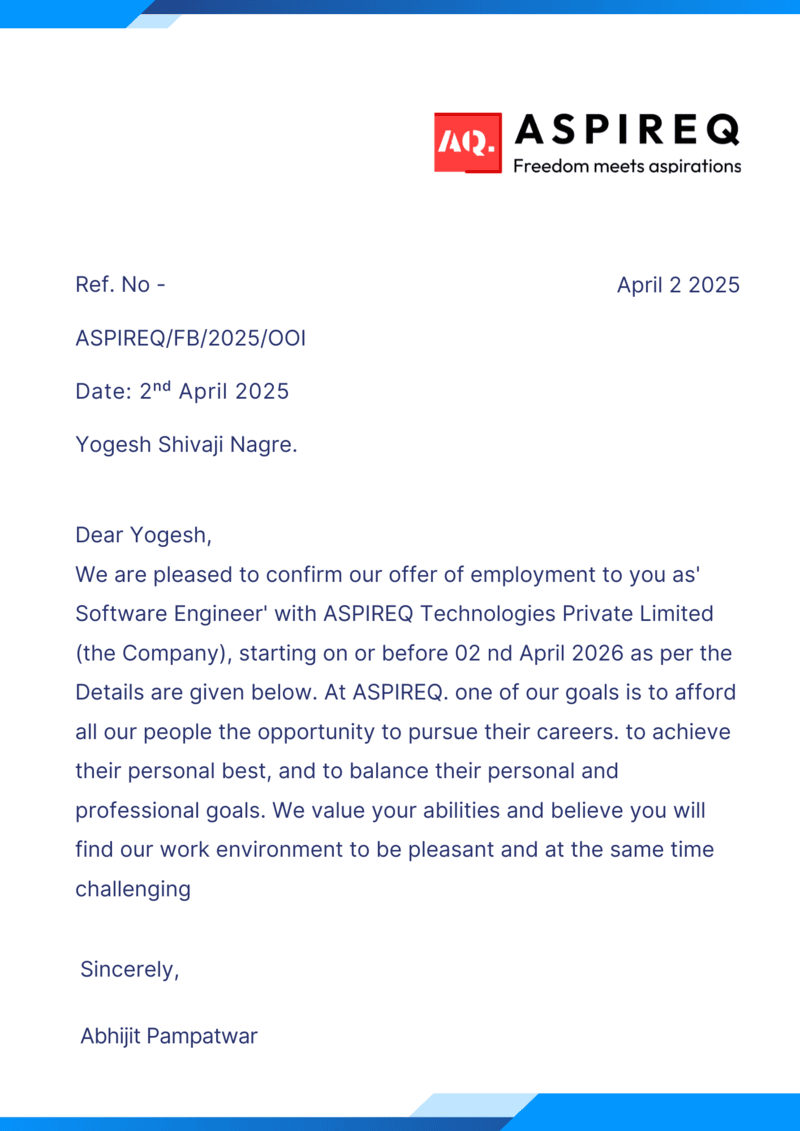 AQ.
ASPIREQ
Freedom meets aspirations
Ref. No - April 2 2025
ASPIREQ/FB/2025/OOI
Date: 2ⁿᵈ April 2025
Yogesh Shivaji Nagre.
Dear Yogesh,
We are pleased to confirm our offer of employment to you as'
Software Engineer' with ASPIREQ Technologies Private Limited
(the Company), starting on or before 02 nd April 2026 as per the
Details are given below. At ASPIREQ. one of our goals is to afford
all our people the opportunity to pursue their careers. to achieve
their personal best, and to balance their personal and
professional goals. We value your abilities and believe you will
find our work environment to be pleasant and at the same time
challenging
Sincerely,
Abhijit Pampatwar